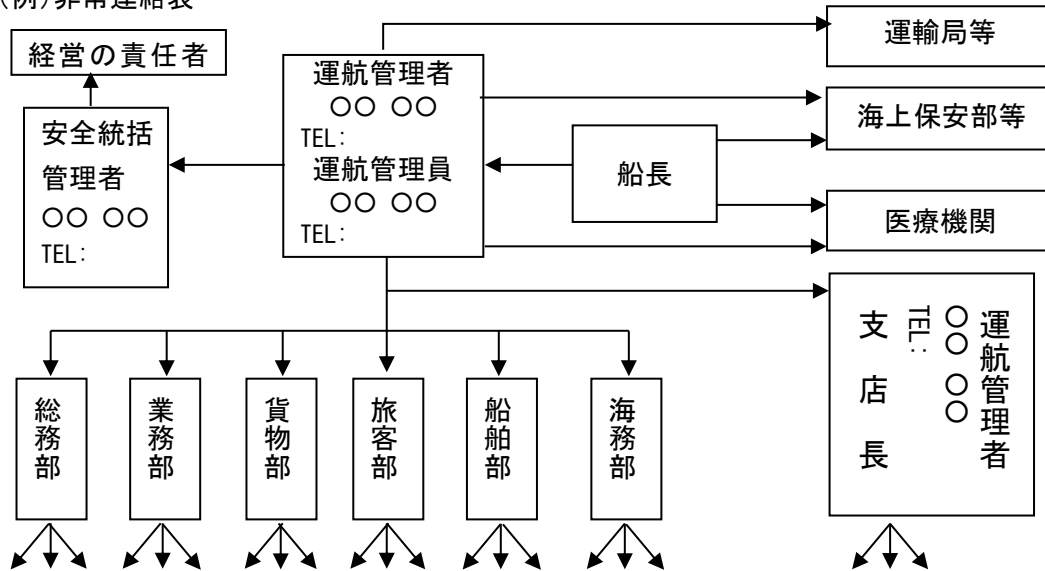 (例)非常連絡表
経営の責任者
安全統括
管理者
○○ ○○
TEL:
運航管理者
○○ ○○
TEL:
運航管理員
○○ ○○
TEL:
船長
運輸局等
海上保安部等
医療機関
運航管理者
○○ ○○
TEL:
支店長
総務部
業務部
貨物部
旅客部
船舶部
海務部